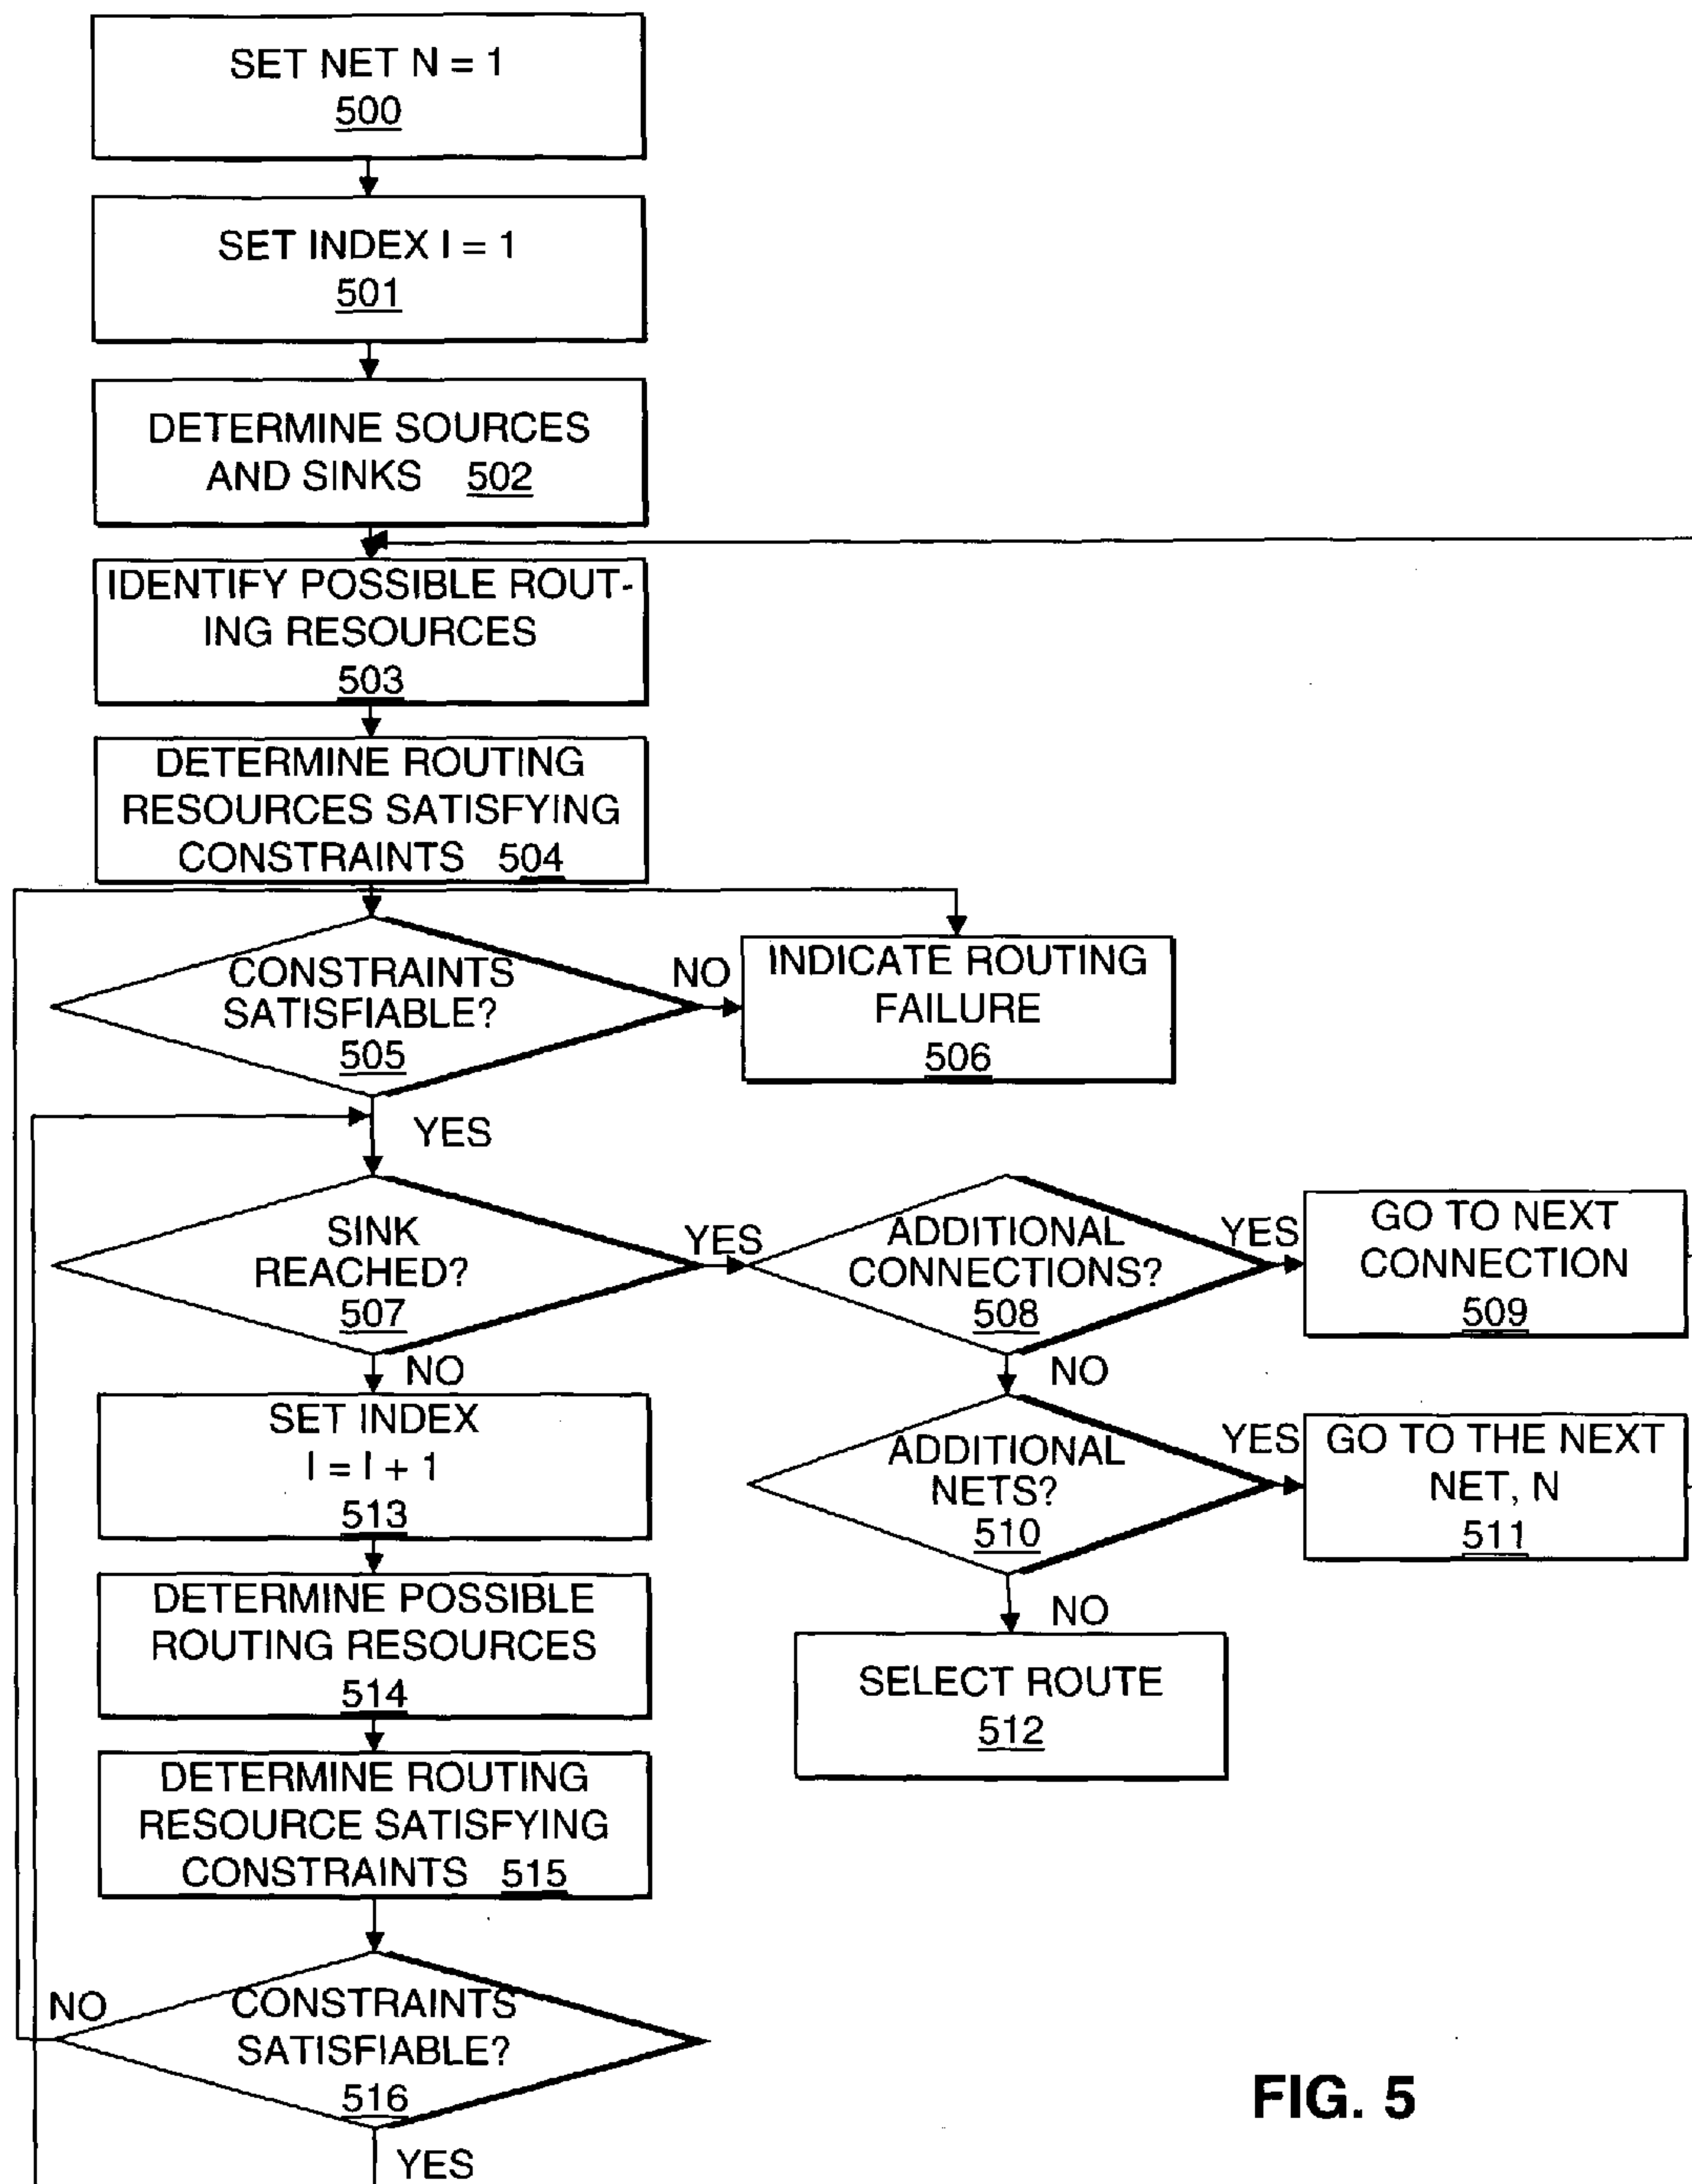 SET NET N = 1
500
SET INDEX I = 1
501
DETERMINE SOURCES
AND SINKS 502
IDENTIFY POSSIBLE ROUT-
ING RESOURCES
503
DETERMINE ROUTING
RESOURCES SATISFYING
CONSTRAINTS 504
CONSTRAINTS
SATISFIABLE?
505
NO
INDICATE ROUTING
FAILURE
506
YES
SINK
REACHED?
507
YES
ADDITIONAL
CONNECTIONS?
508
YES
GO TO NEXT
CONNECTION
509
NO
SET INDEX
I = I + 1
513
NO
ADDITIONAL
NETS?
510
YES
GO TO THE NEXT
NET, N
511
NO
SELECT ROUTE
512
DETERMINE POSSIBLE
ROUTING RESOURCES
514
DETERMINE ROUTING
RESOURCE SATISFYING
CONSTRAINTS 515
NO
CONSTRAINTS
SATISFIABLE?
516
YES
FIG. 5